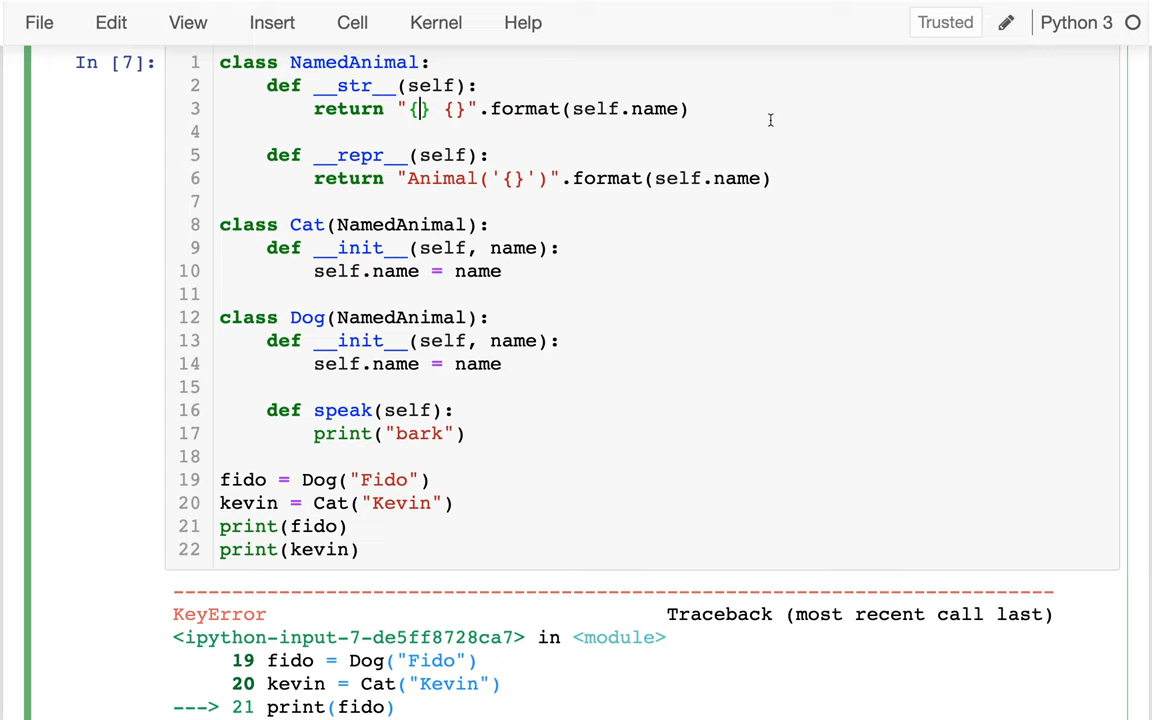 File Edit View Insert Cell Kernel Help Trusted Python 3
In [7]:
1 class NamedAnimal:
2     def __str__(self):
3         return "{} {}".format(self.name)
4
5     def __repr__(self):
6         return "Animal('{}')".format(self.name)
7
8 class Cat(NamedAnimal):
9     def __init__(self, name):
10         self.name = name
11
12 class Dog(NamedAnimal):
13     def __init__(self, name):
14         self.name = name
15
16     def speak(self):
17         print("bark")
18
19 fido = Dog("Fido")
20 kevin = Cat("Kevin")
21 print(fido)
22 print(kevin)
---------------------------------------------------------------------------
KeyError                                  Traceback (most recent call last)
<ipython-input-7-de5ff8728ca7> in <module>
     19 fido = Dog("Fido")
     20 kevin = Cat("Kevin")
---> 21 print(fido)